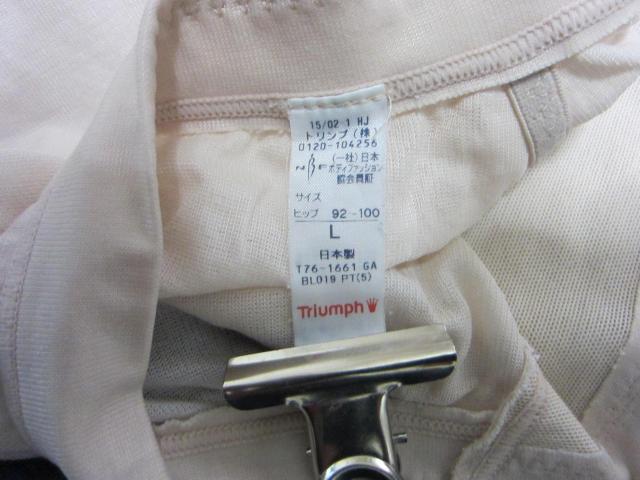 15/02 1 HJ
トリンプ(株)
0120-104256
NBF (一社)日本
ボディファッション
協会員証
サイズ
ヒップ 92-100
L
日本製
T76-1661 GA
BL019 PT(5)
Triumph